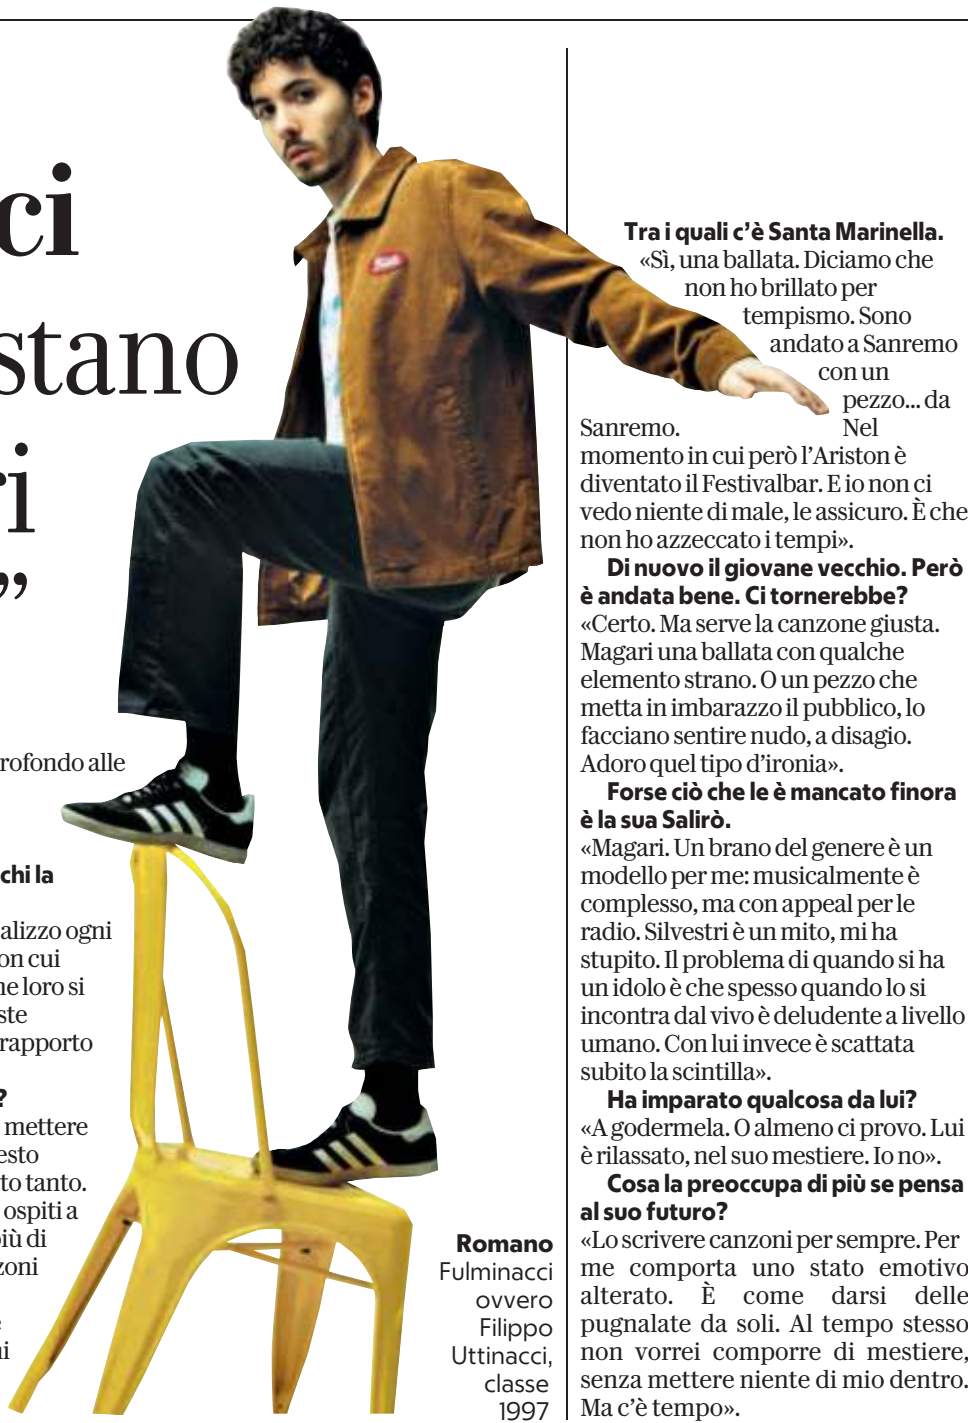 ci
stano
ri
”
rofondo alle
chi la
alizzo ogni
on cui
ne loro si
ste
rapporto
?
mettere
esto
to tanto.
ospiti a
più di
zoni
e
ni
Romano
Fulminacci
ovvero
Filippo
Uttinacci,
classe
1997
Tra i quali c’è Santa Marinella.
«Sì, una ballata. Diciamo che
non ho brillato per
tempismo. Sono
andato a Sanremo
con un
pezzo... da
Sanremo. Nel
momento in cui però l’Ariston è
diventato il Festivalbar. E io non ci
vedo niente di male, le assicuro. È che
non ho azzeccato i tempi».
Di nuovo il giovane vecchio. Però
è andata bene. Ci tornerebbe?
«Certo. Ma serve la canzone giusta.
Magari una ballata con qualche
elemento strano. O un pezzo che
metta in imbarazzo il pubblico, lo
facciano sentire nudo, a disagio.
Adoro quel tipo d’ironia».
Forse ciò che le è mancato finora
è la sua Salirò.
«Magari. Un brano del genere è un
modello per me: musicalmente è
complesso, ma con appeal per le
radio. Silvestri è un mito, mi ha
stupito. Il problema di quando si ha
un idolo è che spesso quando lo si
incontra dal vivo è deludente a livello
umano. Con lui invece è scattata
subito la scintilla».
Ha imparato qualcosa da lui?
«A godermela. O almeno ci provo. Lui
è rilassato, nel suo mestiere. Io no».
Cosa la preoccupa di più se pensa
al suo futuro?
«Lo scrivere canzoni per sempre. Per
me comporta uno stato emotivo
alterato. È come darsi delle
pugnalate da soli. Al tempo stesso
non vorrei comporre di mestiere,
senza mettere niente di mio dentro.
Ma c’è tempo».